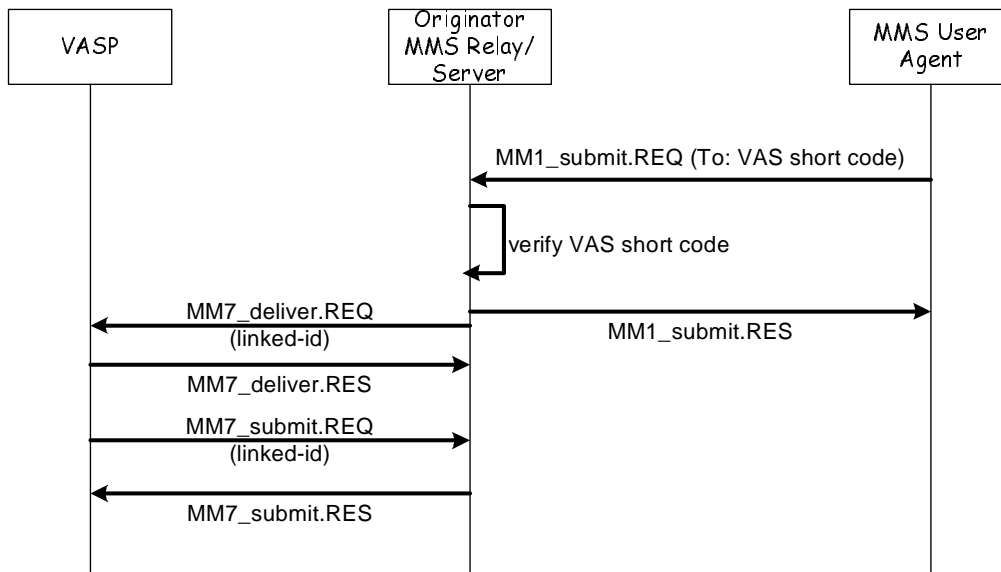 VASP
Originator
MMS Relay/
Server
MMS User
Agent
MM1_submit.REQ (To: VAS short code)
verify VAS short code
MM7_deliver.REQ
(linked-id)
MM1_submit.RES
MM7_deliver.RES
MM7_submit.REQ
(linked-id)
MM7_submit.RES